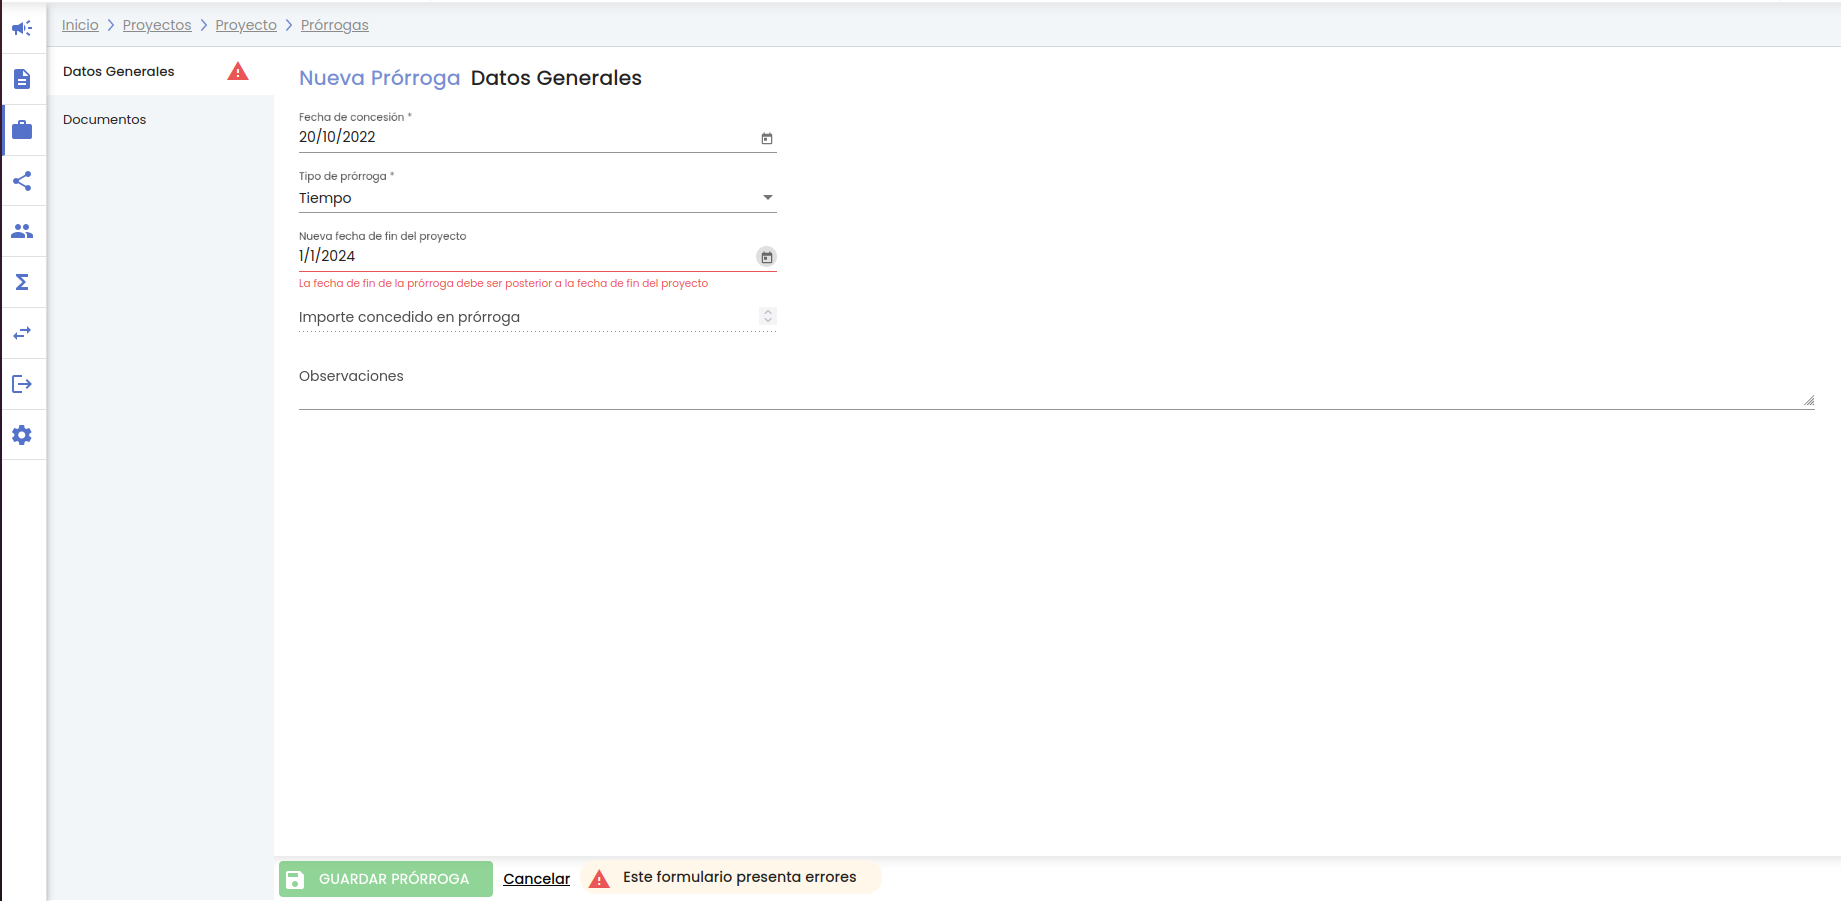 Inicio > Proyectos > Proyecto > Prórrogas
Datos Generales
Documentos
Nueva Prórroga Datos Generales
Fecha de concesión *
20/10/2022
Tipo de prórroga *
Tiempo
Nueva fecha de fin del proyecto
1/1/2024
La fecha de fin de la prórroga debe ser posterior a la fecha de fin del proyecto
Importe concedido en prórroga
Observaciones
GUARDAR PRÓRROGA
Cancelar
Este formulario presenta errores